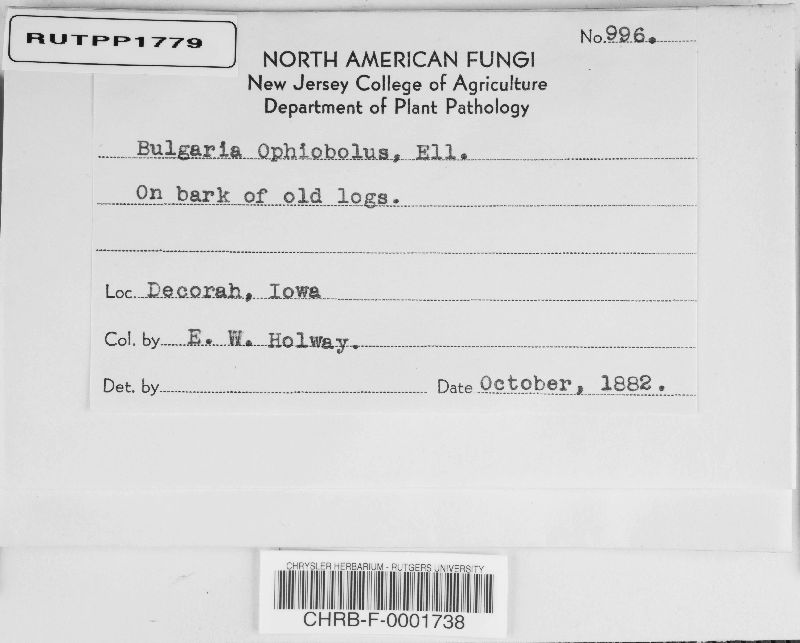 RUTPP1779
No. 996.
NORTH AMERICAN FUNGI
New Jersey College of Agriculture
Department of Plant Pathology
Bulgaria Ophiobolus, Ell.
On bark of old logs.
Loc. Decorah, Iowa
Col. by E. W. Holway.
Det. by
Date October, 1882.
CHRYSLER HERBARIUM - RUTGERS UNIVERSITY
CHRB-F-0001738